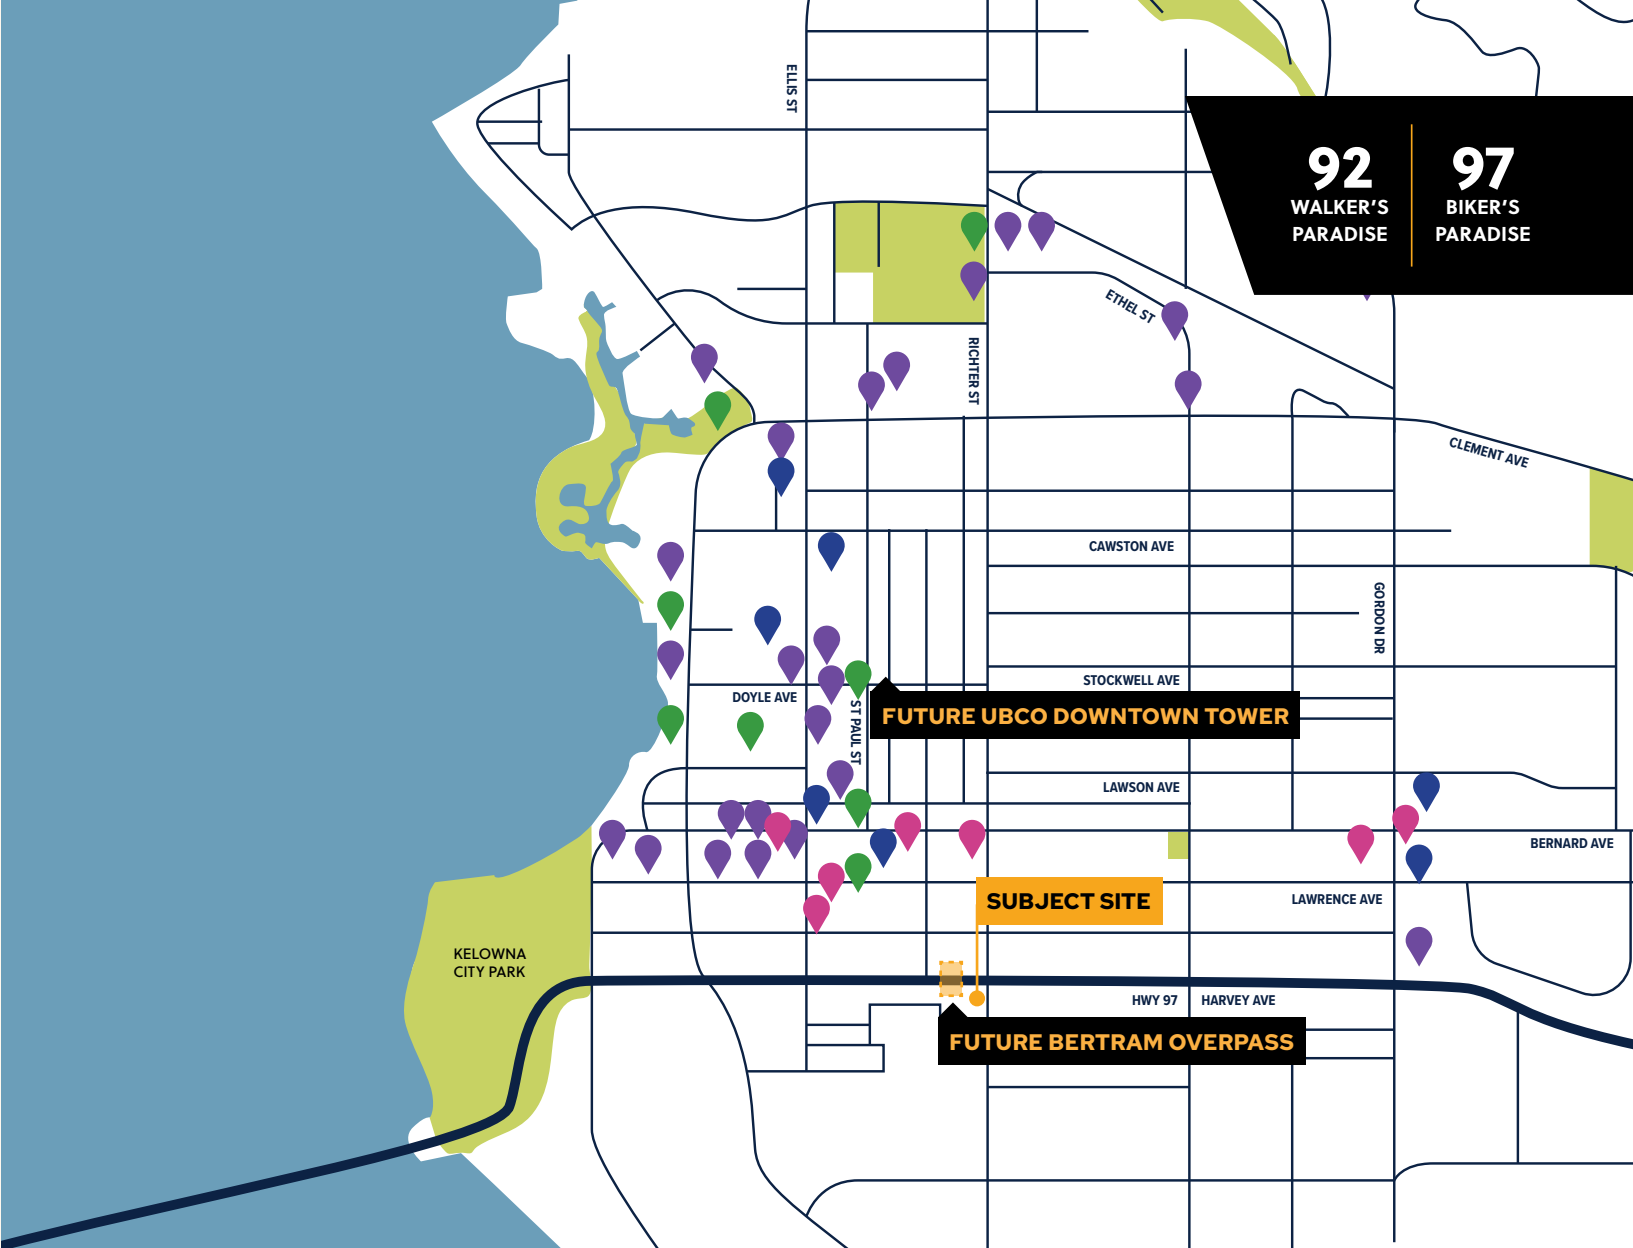 ELLIS ST
92
WALKER'S
PARADISE
97
BIKER'S
PARADISE
ETHEL ST
RICHTER ST
CLEMENT AVE
CAWSTON AVE
GORDON DR
STOCKWELL AVE
DOYLE AVE
ST PAUL ST
FUTURE UBCO DOWNTOWN TOWER
LAWSON AVE
BERNARD AVE
SUBJECT SITE
LAWRENCE AVE
KELOWNA
CITY PARK
HWY 97
HARVEY AVE
FUTURE BERTRAM OVERPASS